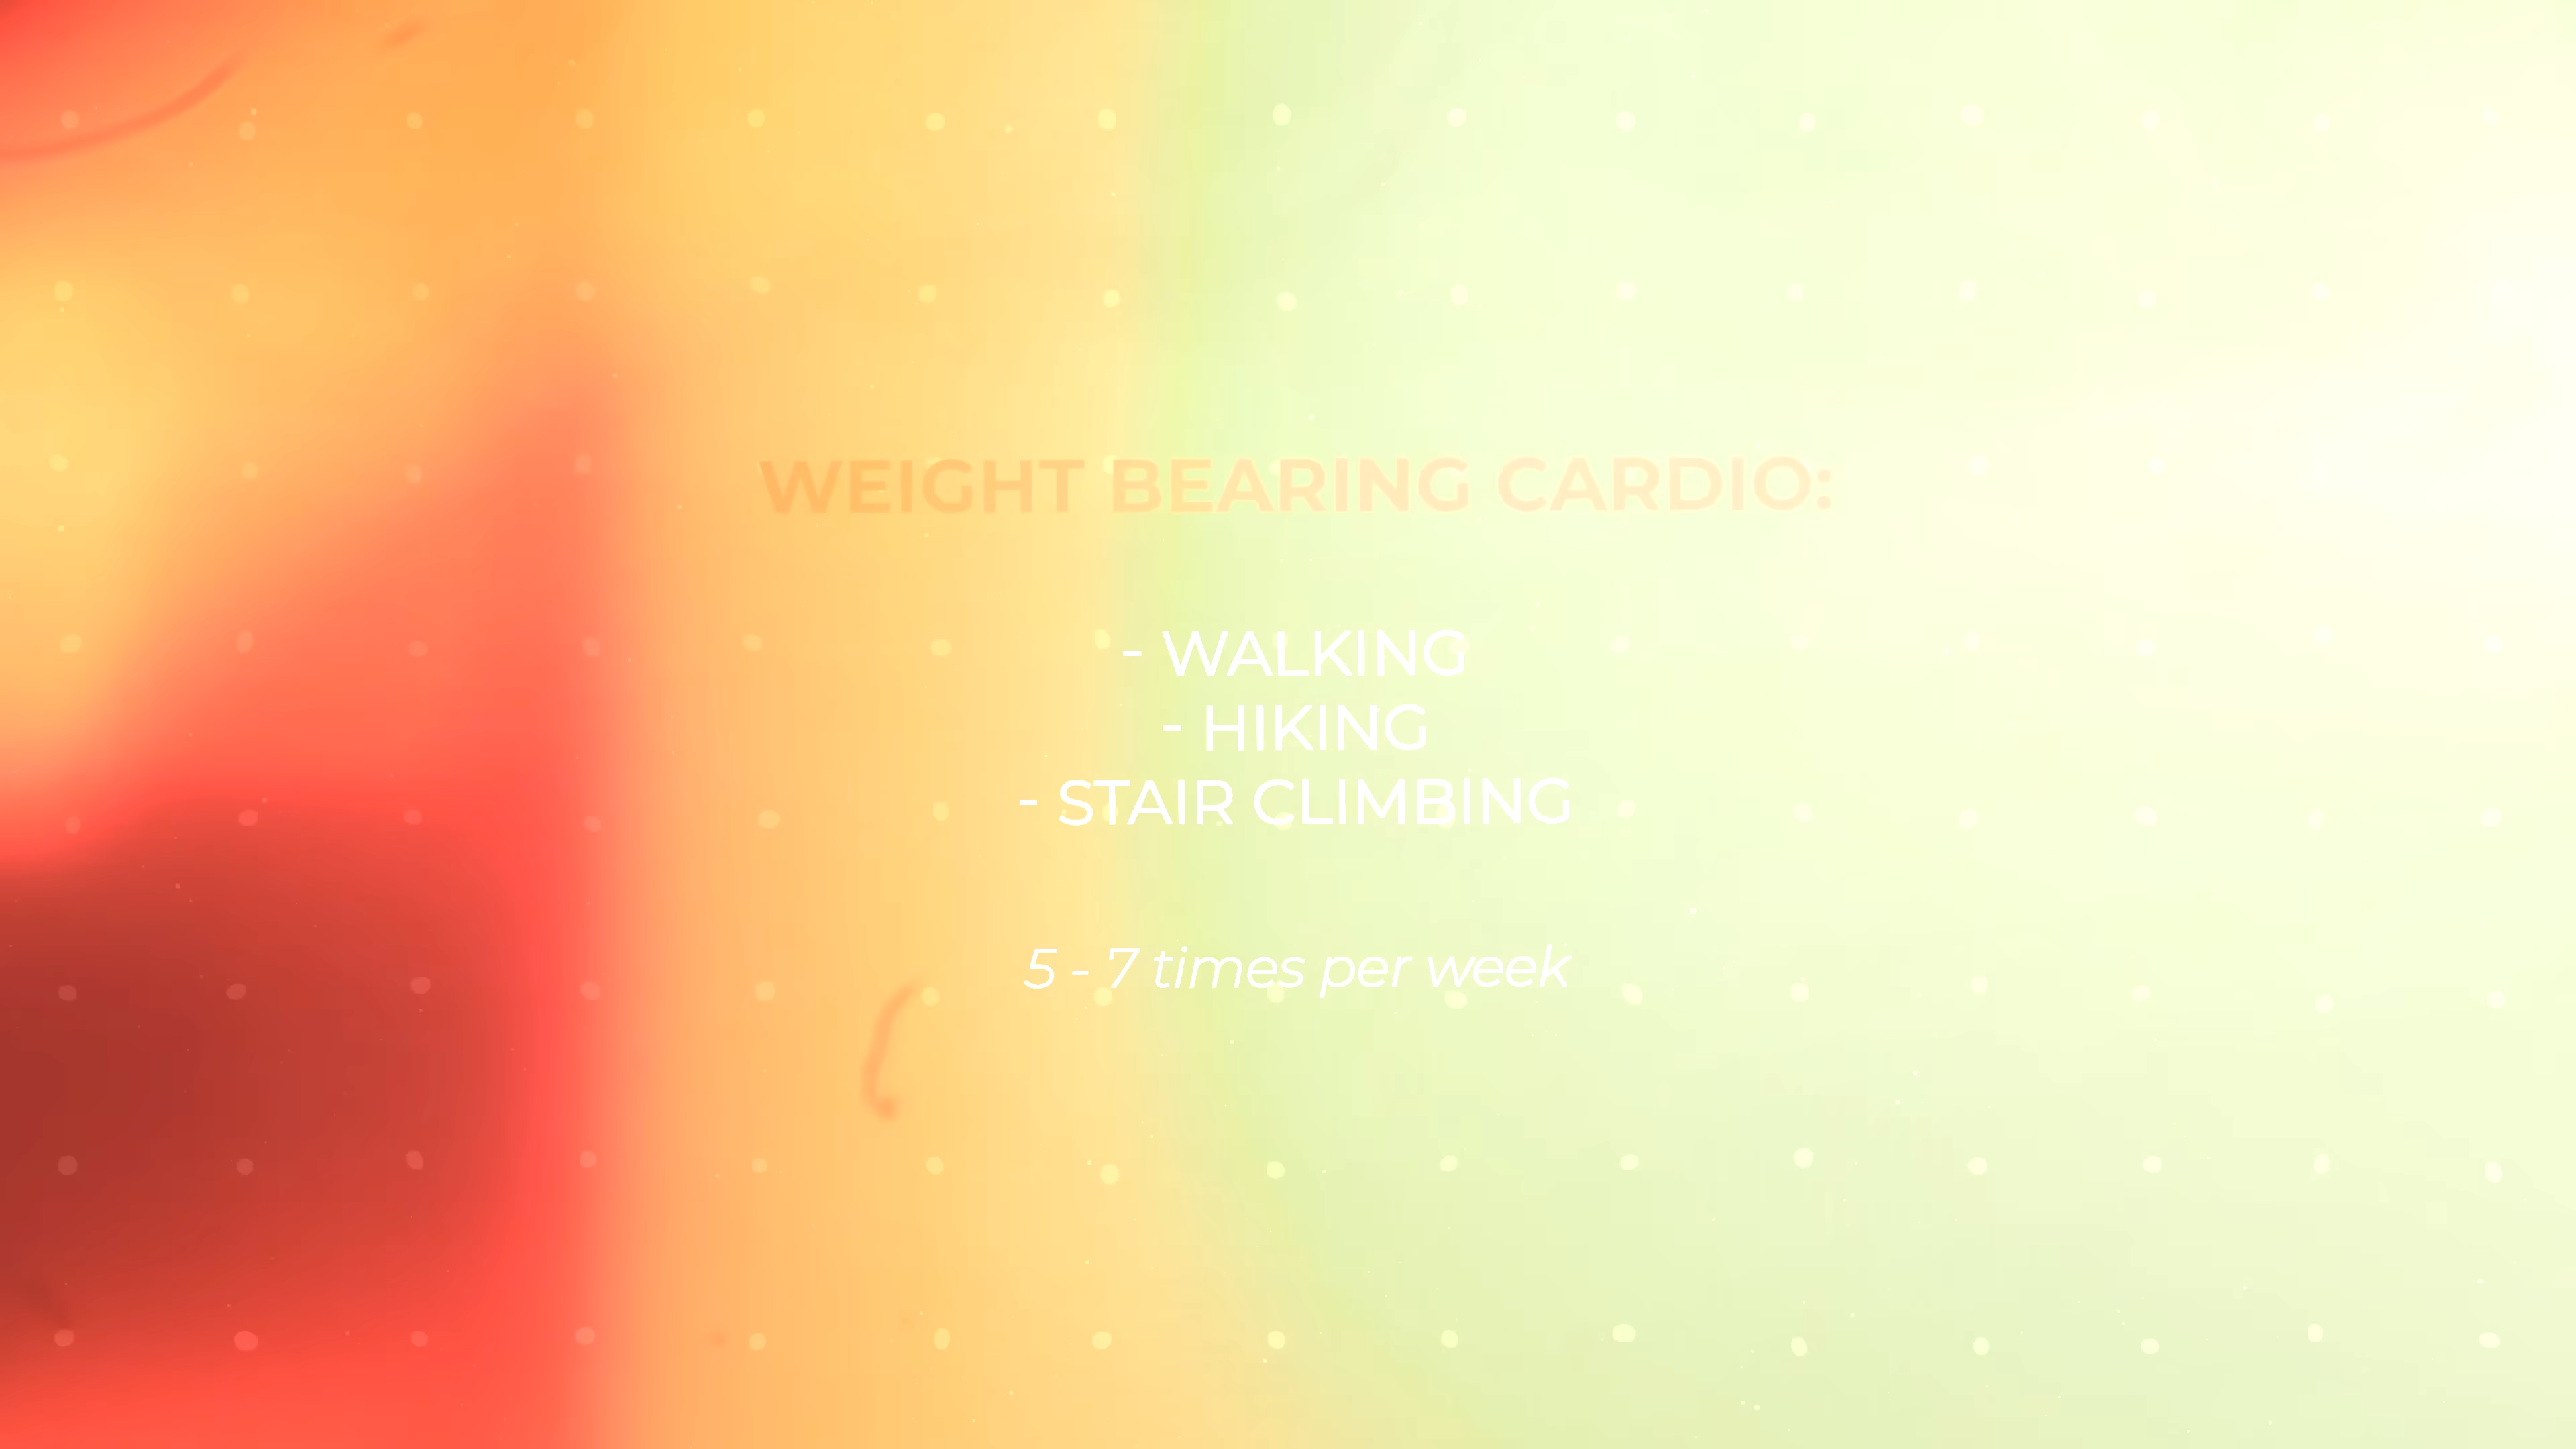 WEIGHT BEARING CARDIO:
- WALKING
- HIKING
- STAIR CLIMBING
5 - 7 times per week